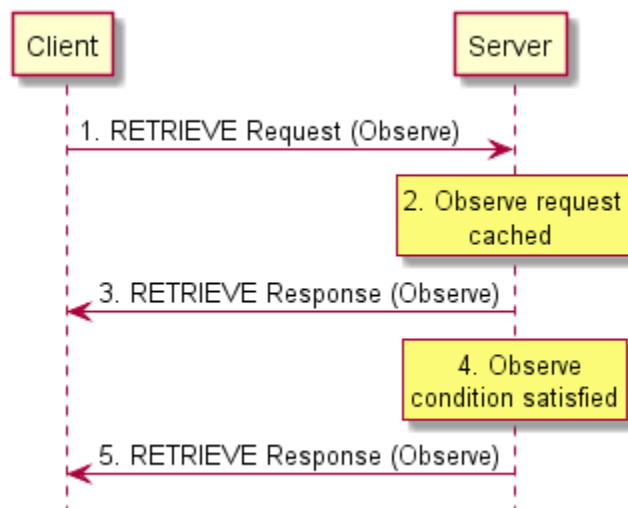 Client
Server
1. RETRIEVE Request (Observe)
2. Observe request
cached
3. RETRIEVE Response (Observe)
4. Observe
condition satisfied
5. RETRIEVE Response (Observe)